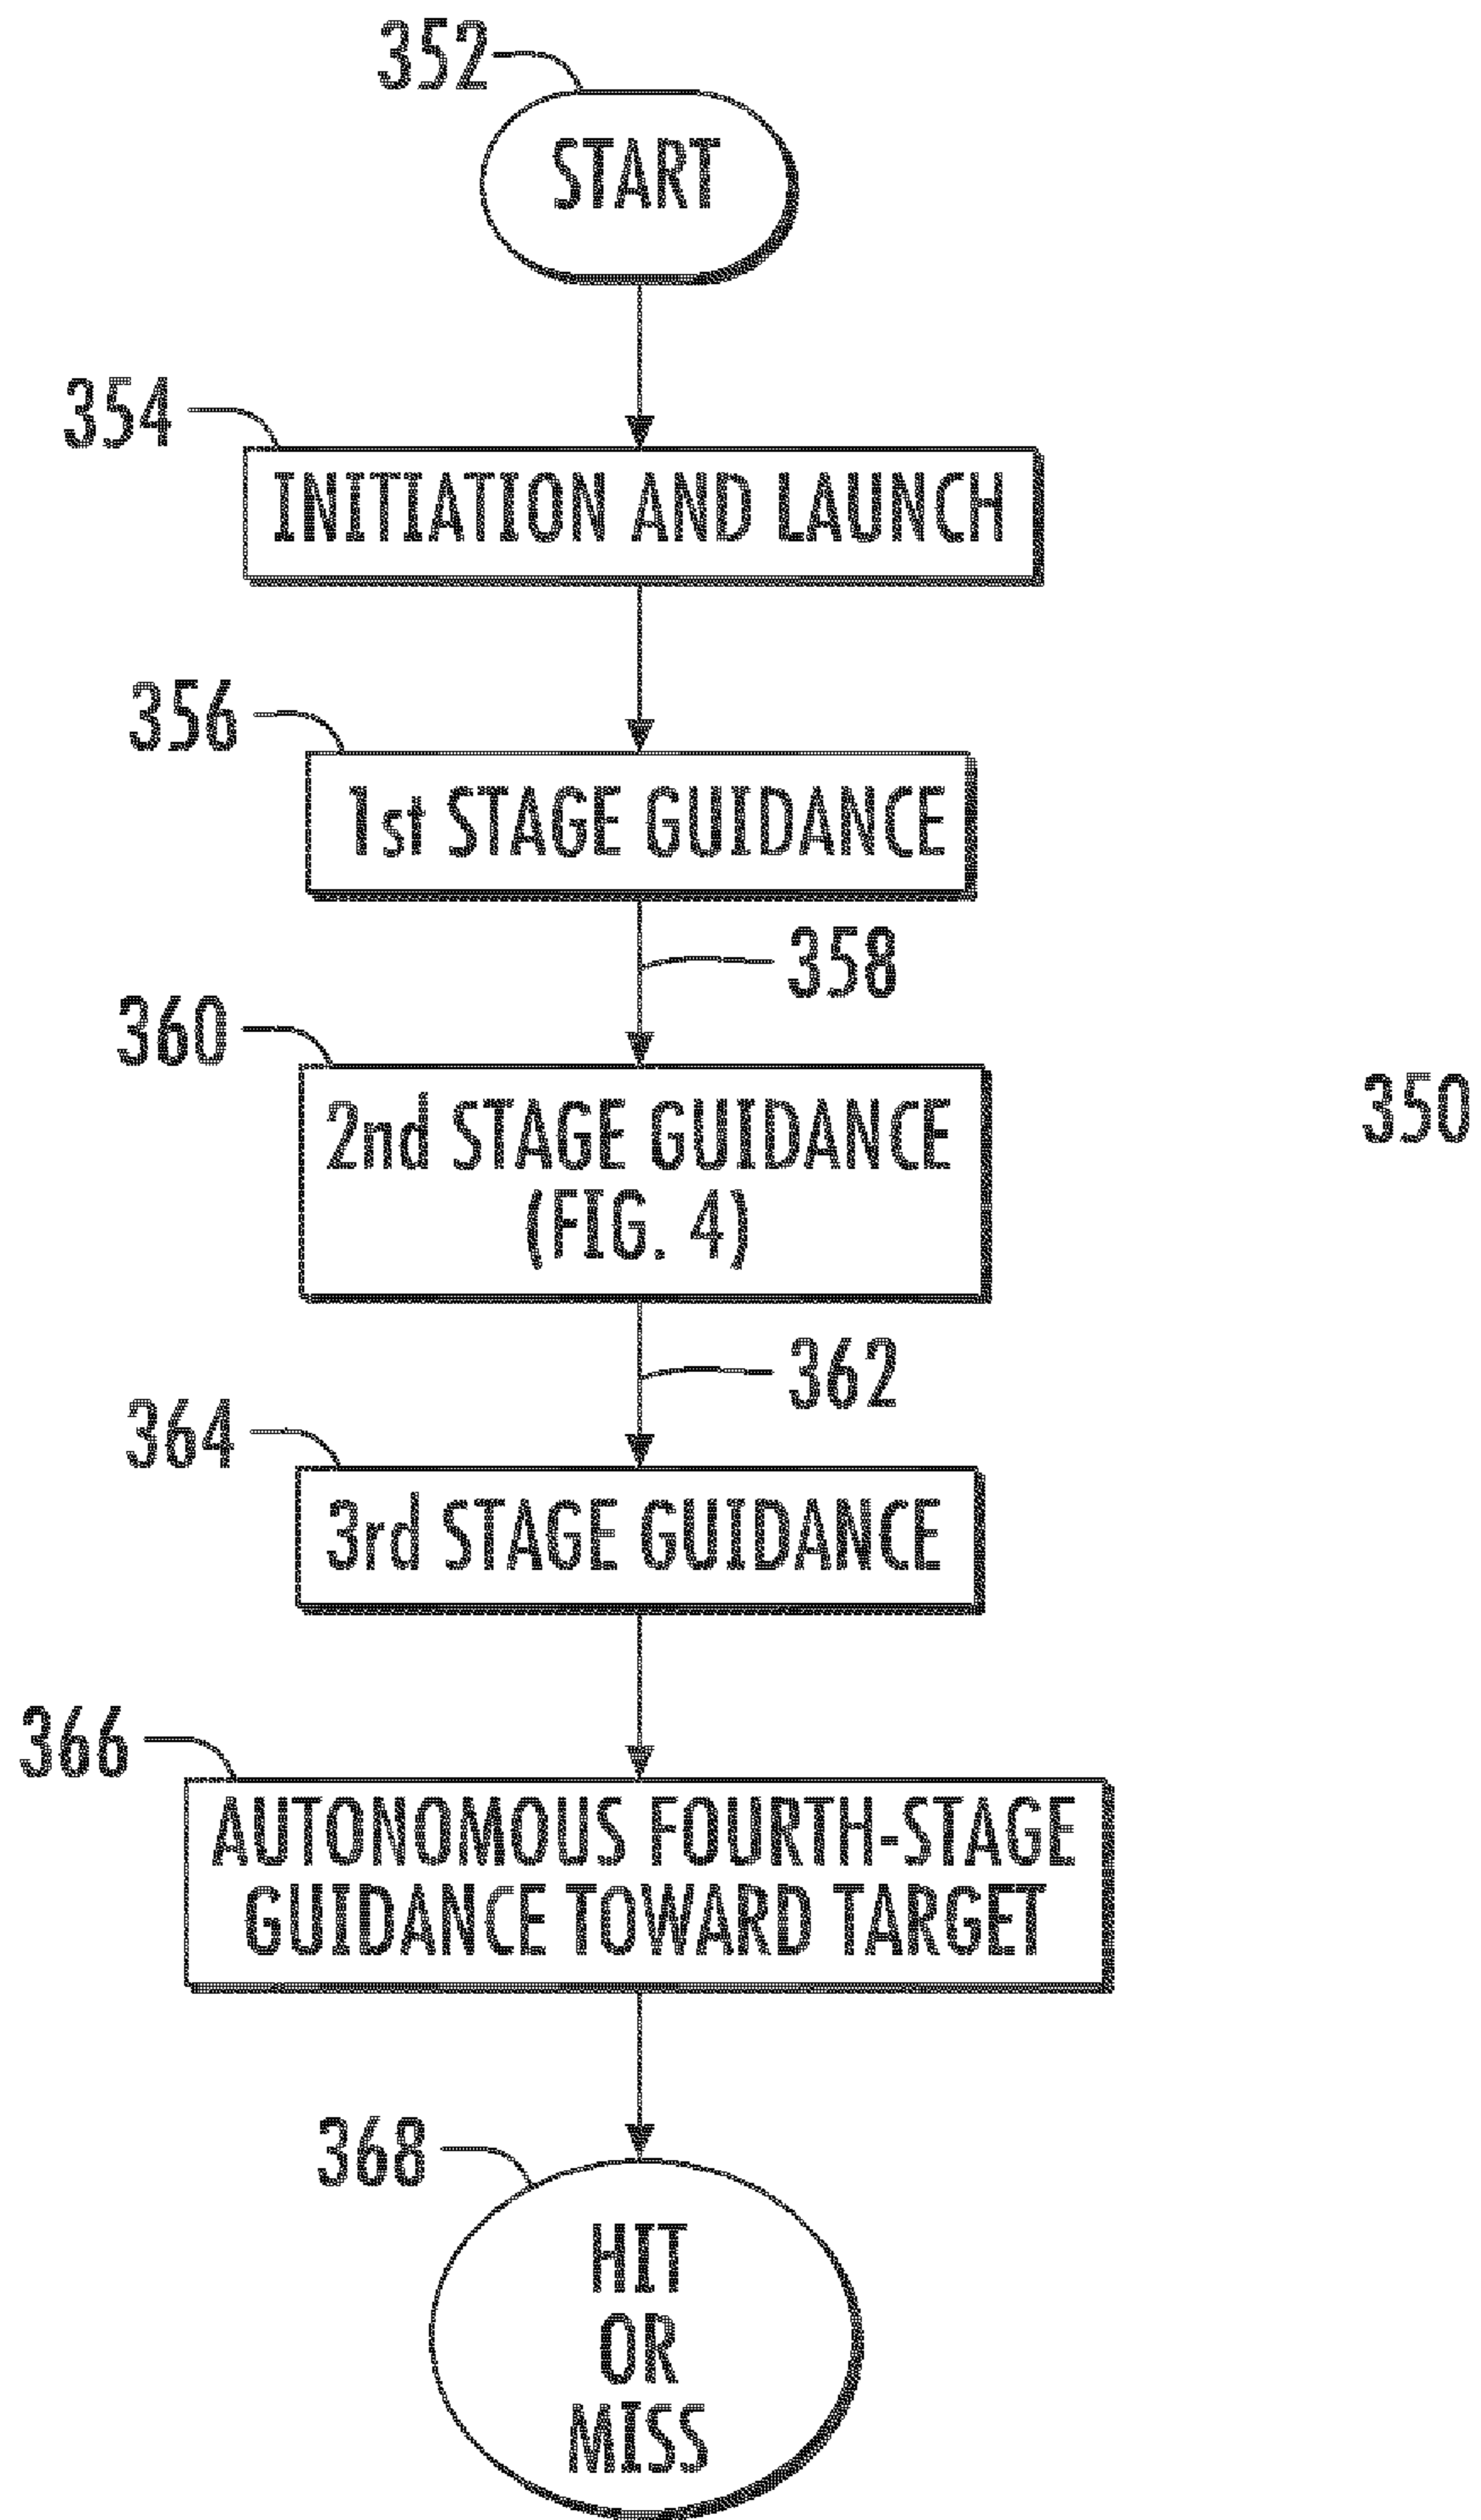 352
START
354
INITIATION AND LAUNCH
356
1st STAGE GUIDANCE
358
360
2nd STAGE GUIDANCE
(FIG. 4)
350
362
364
3rd STAGE GUIDANCE
366
AUTONOMOUS FOURTH-STAGE
GUIDANCE TOWARD TARGET
368
HIT
OR
MISS